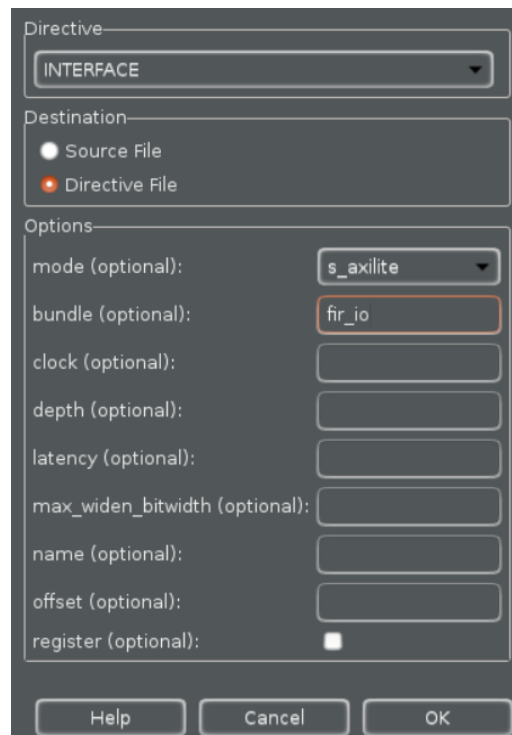 Directive
INTERFACE
Destination
Source File
Directive File
Options
mode (optional): s_axilite
bundle (optional): fir_io
clock (optional):
depth (optional):
latency (optional):
max_widen_bitwidth (optional):
name (optional):
offset (optional):
register (optional):
Help Cancel OK